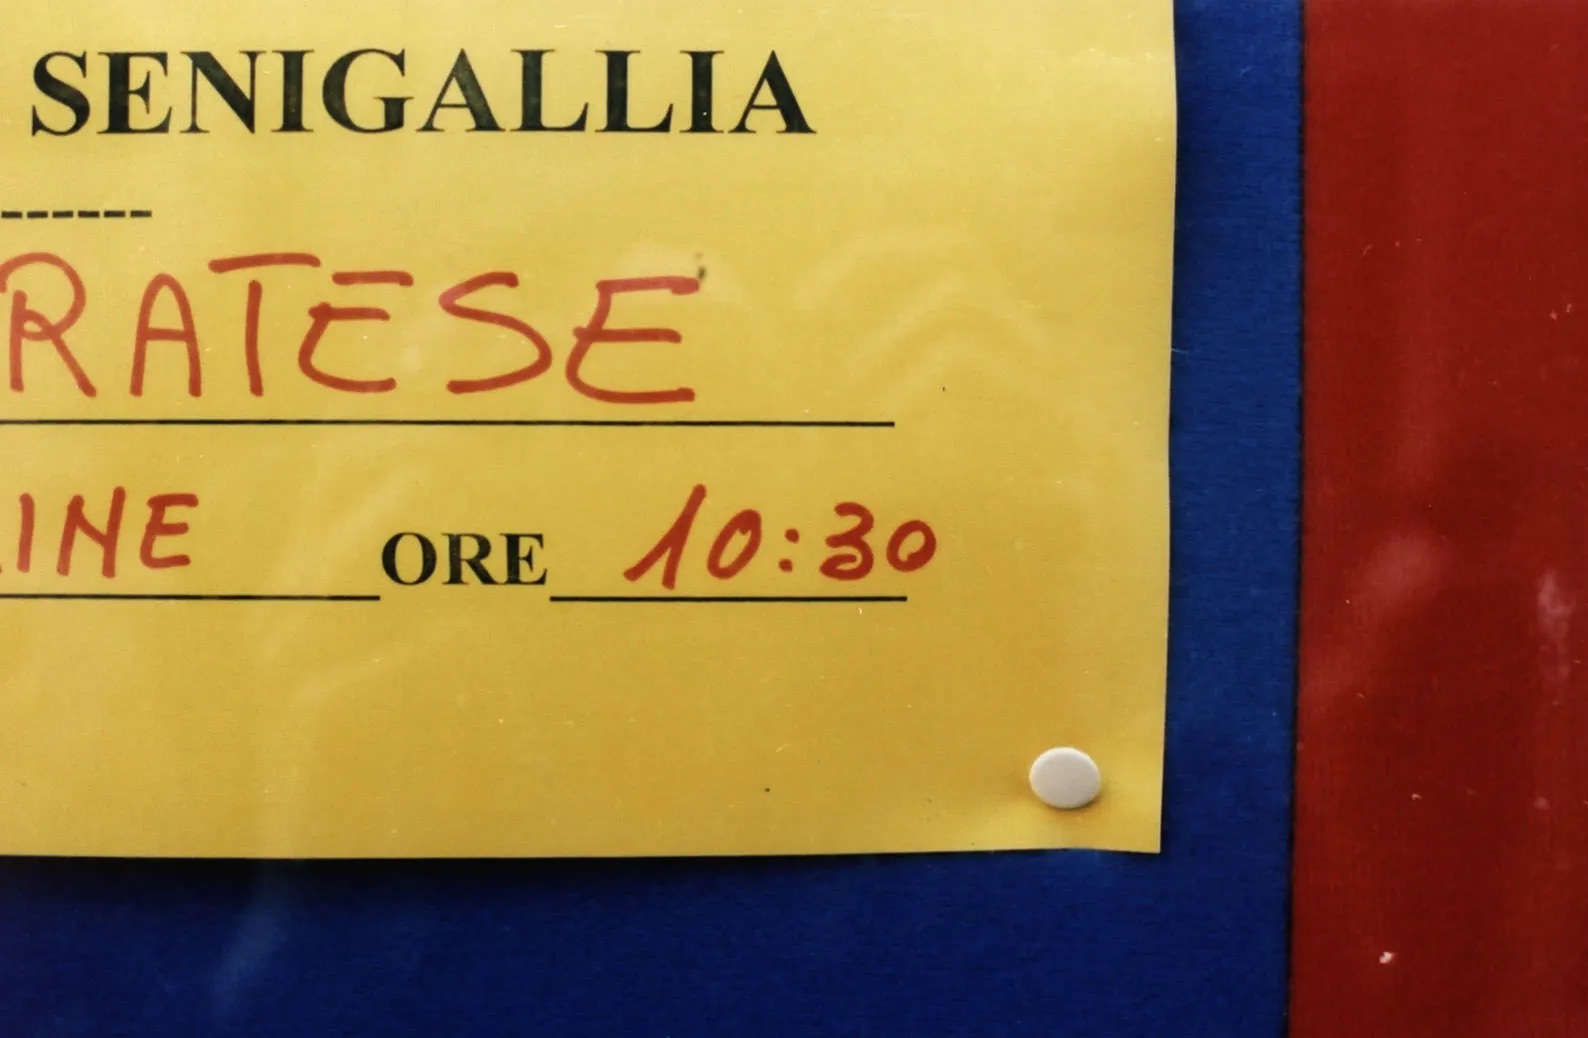 SENIGALLIA
------
RATESE
INE ORE 10:30